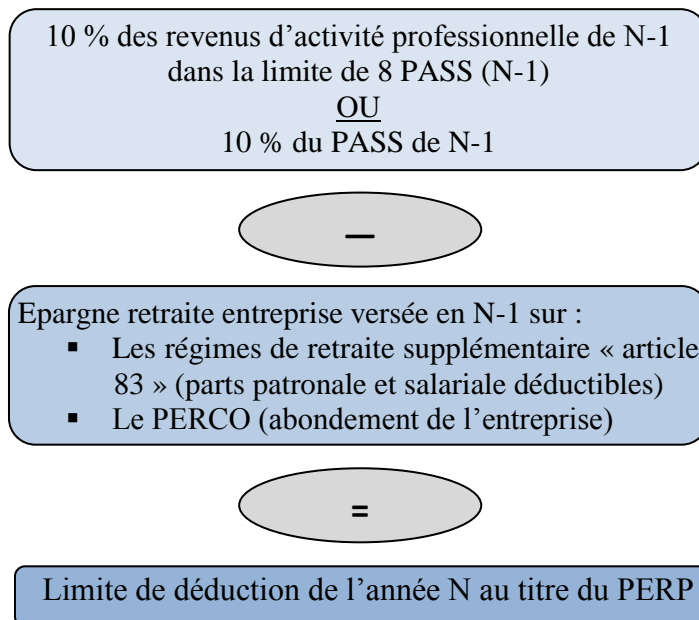 10 % des revenus d’activité professionnelle de N-1
dans la limite de 8 PASS (N-1)
OU
10 % du PASS de N-1
—
Epargne retraite entreprise versée en N-1 sur :
▪ Les régimes de retraite supplémentaire « article
83 » (parts patronale et salariale déductibles)
▪ Le PERCO (abondement de l’entreprise)
=
Limite de déduction de l’année N au titre du PERP